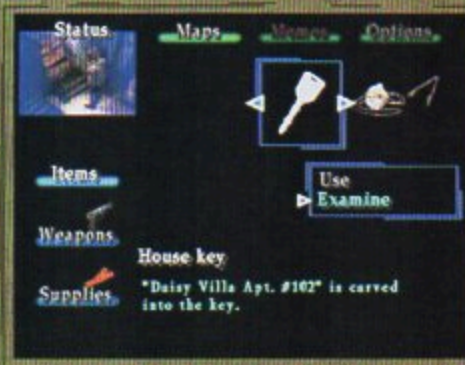 Status
Maps
Memos
Options
Items
Weapons
Supplies
Use
Examine
House key
"Daisy Villa Apt. #102" is carved
into the key.